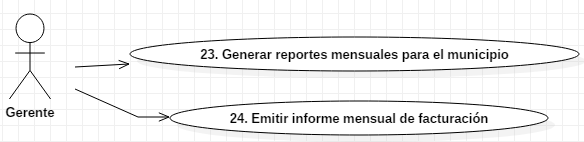 23. Generar reportes mensuales para el municipio
Gerente
24. Emitir informe mensual de facturación